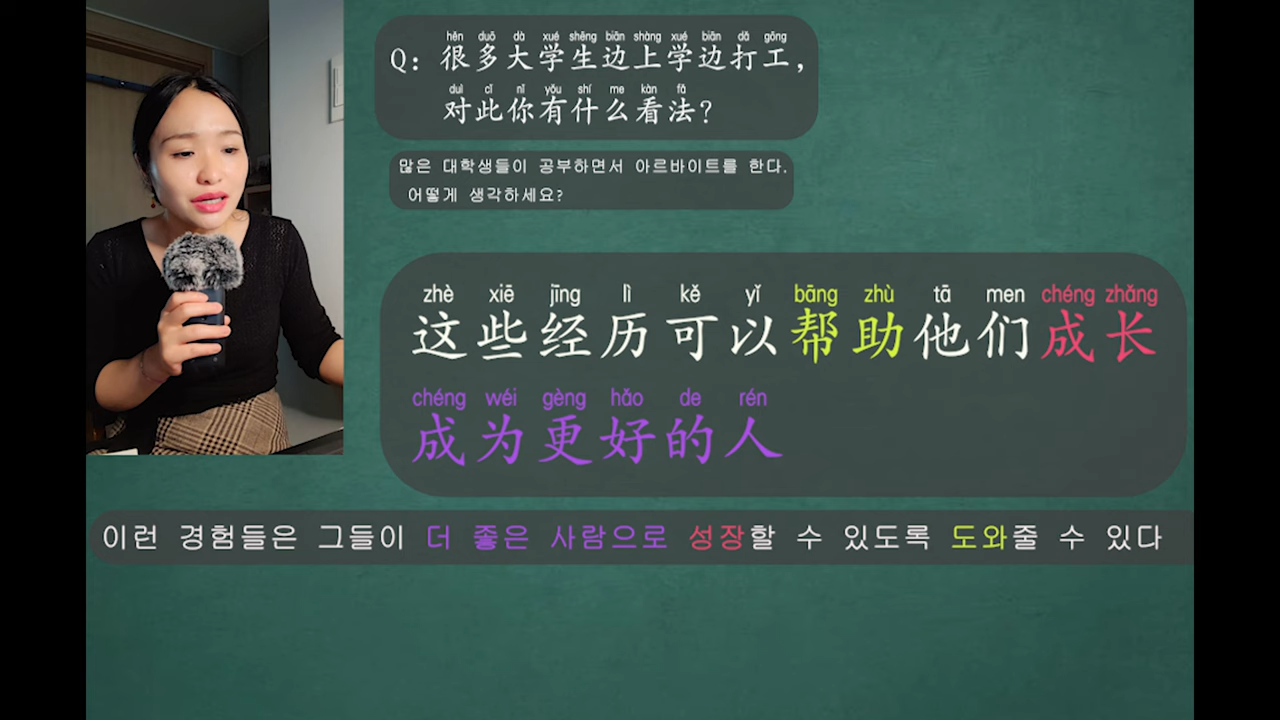 hěn duō dà xué shēng biān shàng xué biān dǎ gōng
Q：很多大学生边上学边打工，
duì cǐ nǐ yǒu shí me kàn fǎ
对此你有什么看法？
많은 대학생들이 공부하면서 아르바이트를 한다.
어떻게 생각하세요?
zhè xiē jīng lì kě yǐ bāng zhù tā men chéng zhǎng
这些经历可以帮助他们成长
chéng wéi gèng hǎo de rén
成为更好的人
이런 경험들은 그들이 더 좋은 사람으로 성장할 수 있도록 도와줄 수 있다